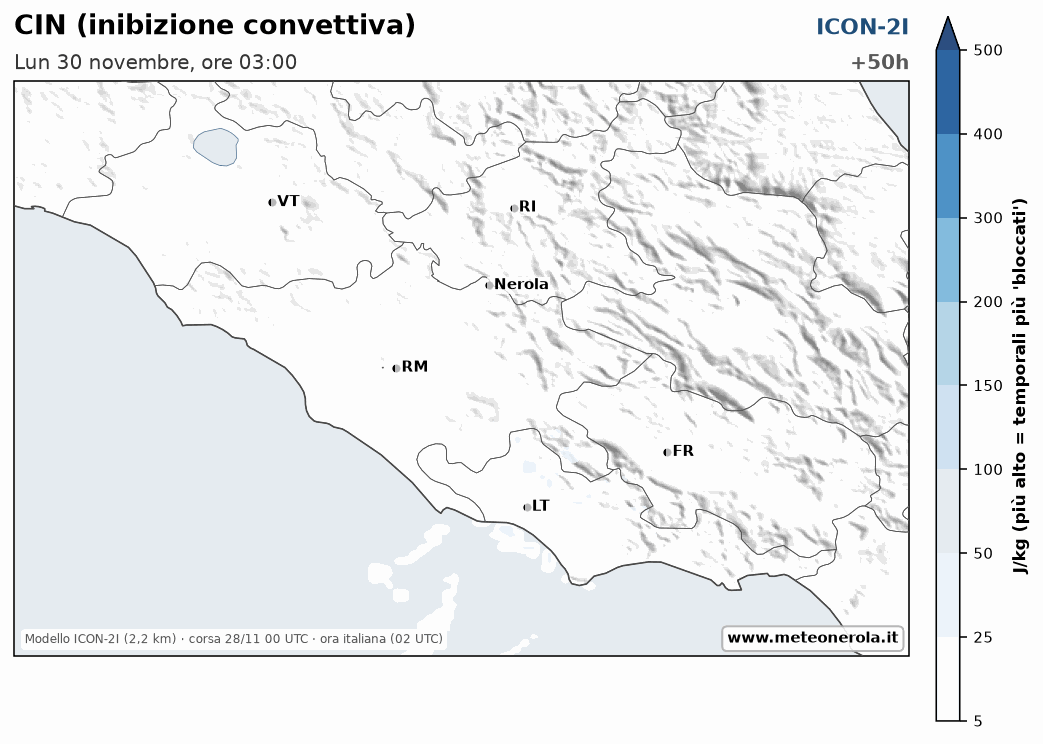 CIN (inibizione convettiva)
ICON-2I
Lun 30 novembre, ore 03:00
+50h
500
400
300
200
150
100
50
25
5
J/kg (più alto = temporali più 'bloccati')
VT
RI
Nerola
RM
FR
LT
Modello ICON-2I (2,2 km) · corsa 28/11 00 UTC · ora italiana (02 UTC)
www.meteonerola.it